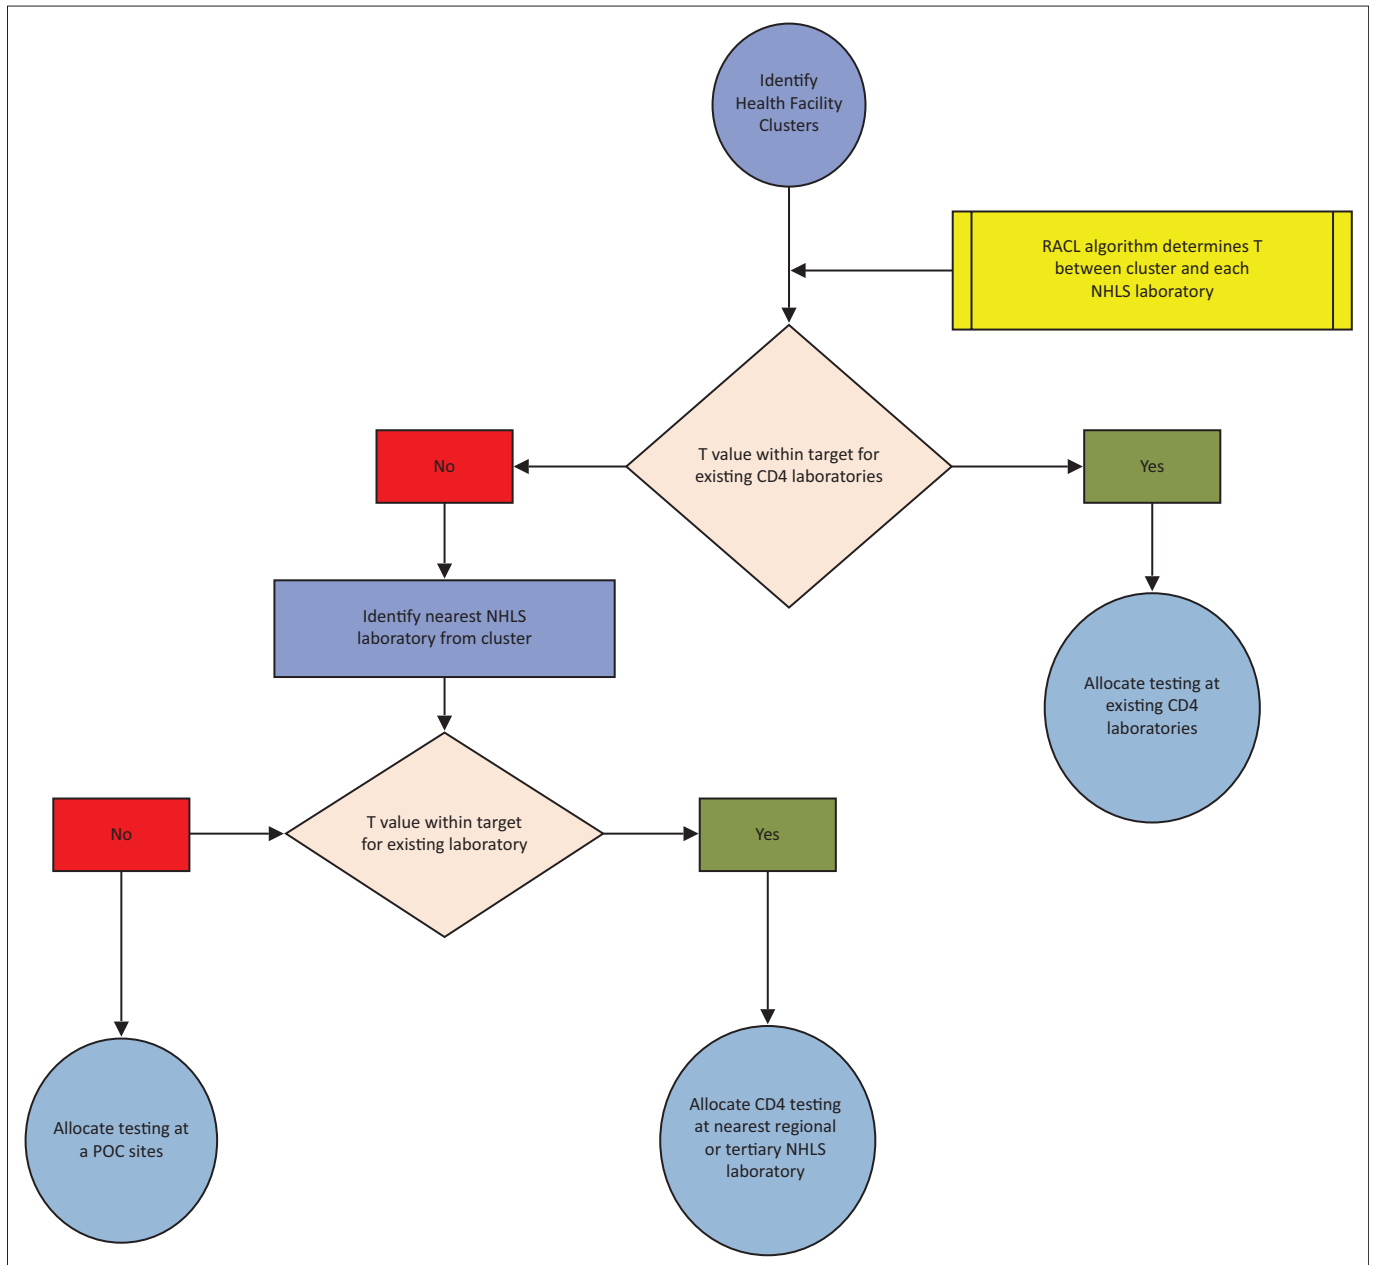 Identify
Health Facility
Clusters
RACL algorithm determines T
between cluster and each
NHLS laboratory
T value within target for
existing CD4 laboratories
No
Yes
Identify nearest NHLS
laboratory from cluster
Allocate testing at
existing CD4
laboratories
No
T value within target
for existing laboratory
Yes
Allocate testing at
a POC sites
Allocate CD4 testing
at nearest regional
or tertiary NHLS
laboratory